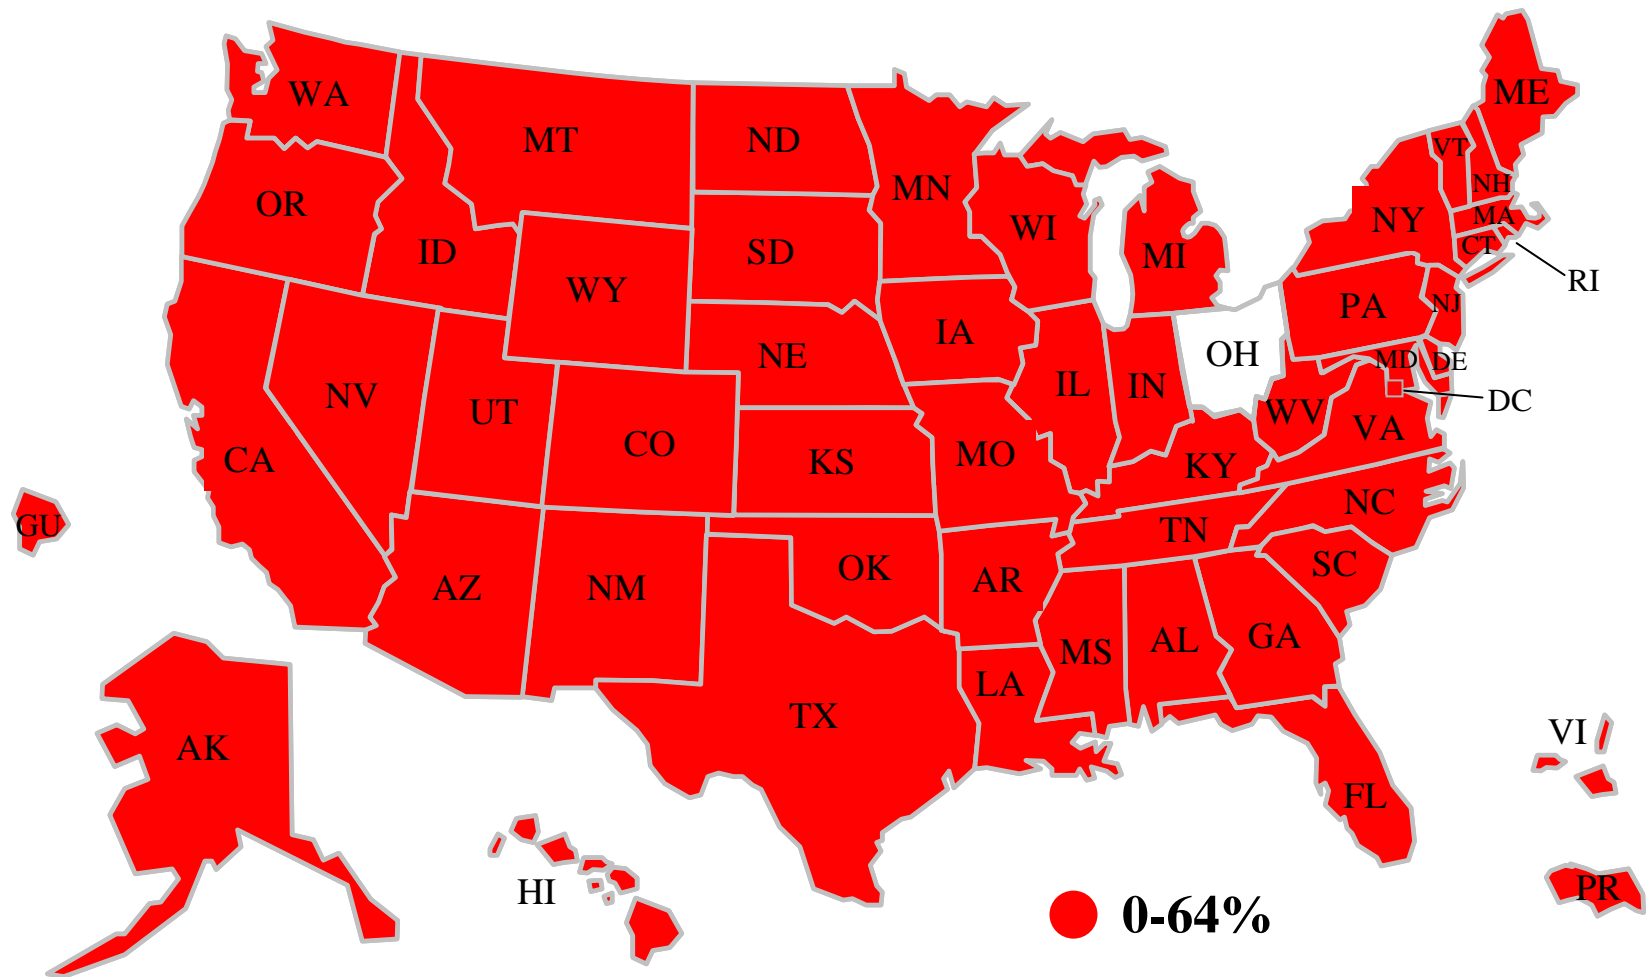 ME
WA
MT
ND
VT
NH
MN
OR
WI
NY
MA
CT
RI
ID
SD
MI
WY
PA
NJ
IA
NE
OH
MD
DE
NV
UT
IL
IN
DC
WV
VA
CO
CA
KS
MO
KY
NC
GU
TN
OK
AR
SC
AZ
NM
GA
MS
AL
LA
TX
VI
AK
FL
HI
PR
0-64%